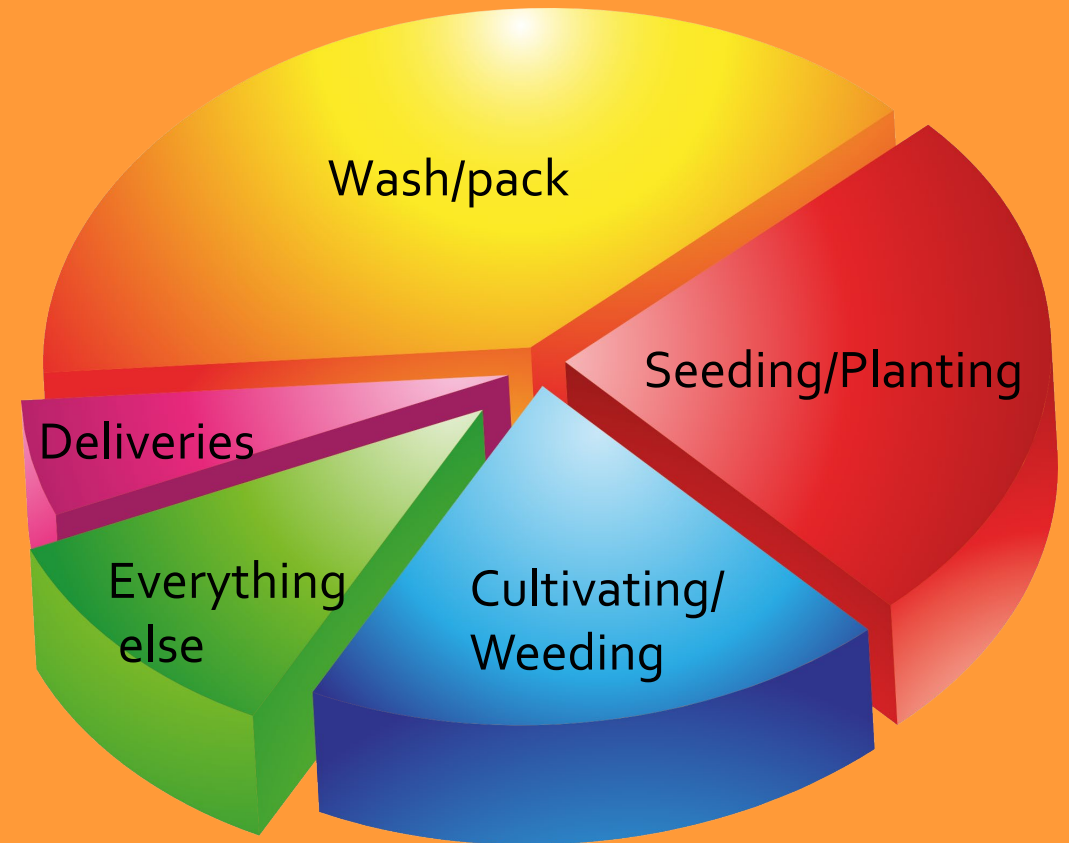 Wash/pack
Seeding/Planting
Deliveries
Everything
else
Cultivating/
Weeding